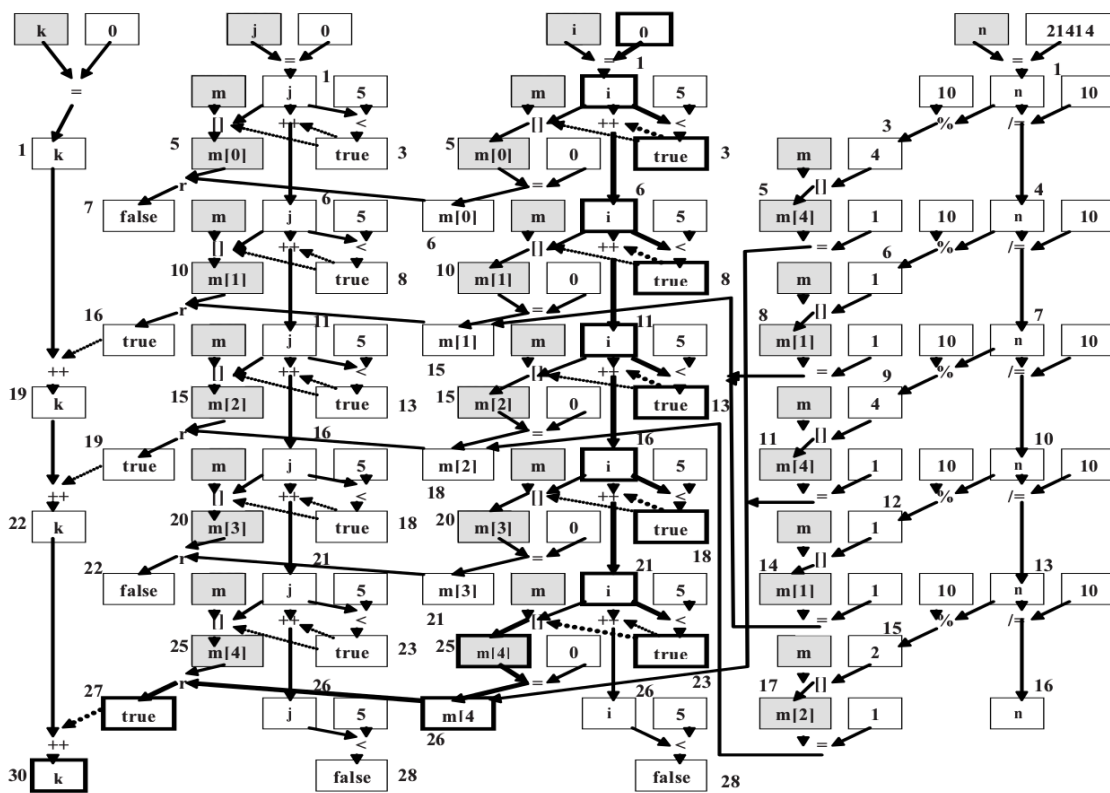 k 0 j 0 i 0 n 21414
= = =
m 1 j 5 m 1 i 5 10 1 n 10
= [] ++ < [] ++ < % /=
1 k 5 m[0] true 3 5 m[0] 0 true 3 3 m 4
r = 5 [] 4
7 false m j 6 5 m[0] m i 6 5 m[4] 1 10 n 10
[] ++ < 6 [] ++ < = 6 % /=
10 m[1] true 8 10 m[1] 0 true 8 m 1
16 r = 8 [] 7
true m j 11 5 m[1] m i 11 5 m[1] 1 10 n 10
++ [] ++ < 15 [] ++ < = 9 % /=
19 k 15 m[2] true 13 15 m[2] 0 true 13 m 4
19 r 16 = 16 11 [] 10
true m j 5 m[2] m i 5 m[4] 1 10 n 10
++ [] ++ < 18 [] ++ < = 12 % /=
22 k 20 m[3] true 18 20 m[3] 0 true 18 m 1
22 r 21 = 21 14 [] 13
false m j 5 m[3] m i 5 m[1] 1 10 n 10
[] ++ < 21 [] ++ < = 15 % /=
25 m[4] true 23 25 m[4] 0 true 23 m 2
27 r 26 = 26 17 [] 16
true j 5 m[4 i 5 m[2] 1 n
++ < 26 < =
30 k false 28 false 28